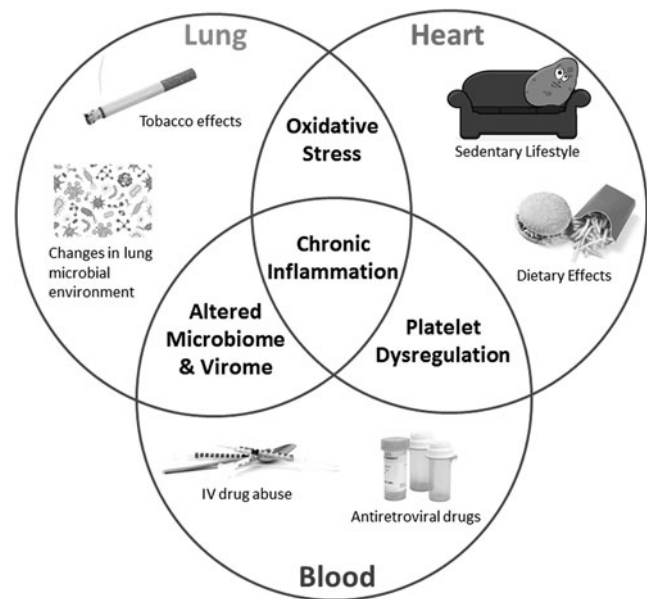 Lung
Heart
Tobacco effects
Oxidative
Stress
Sedentary Lifestyle
Changes in lung
microbial
environment
Chronic
Inflammation
Dietary Effects
Altered
Microbiome
& Virome
Platelet
Dysregulation
IV drug abuse
Antiretroviral drugs
Blood